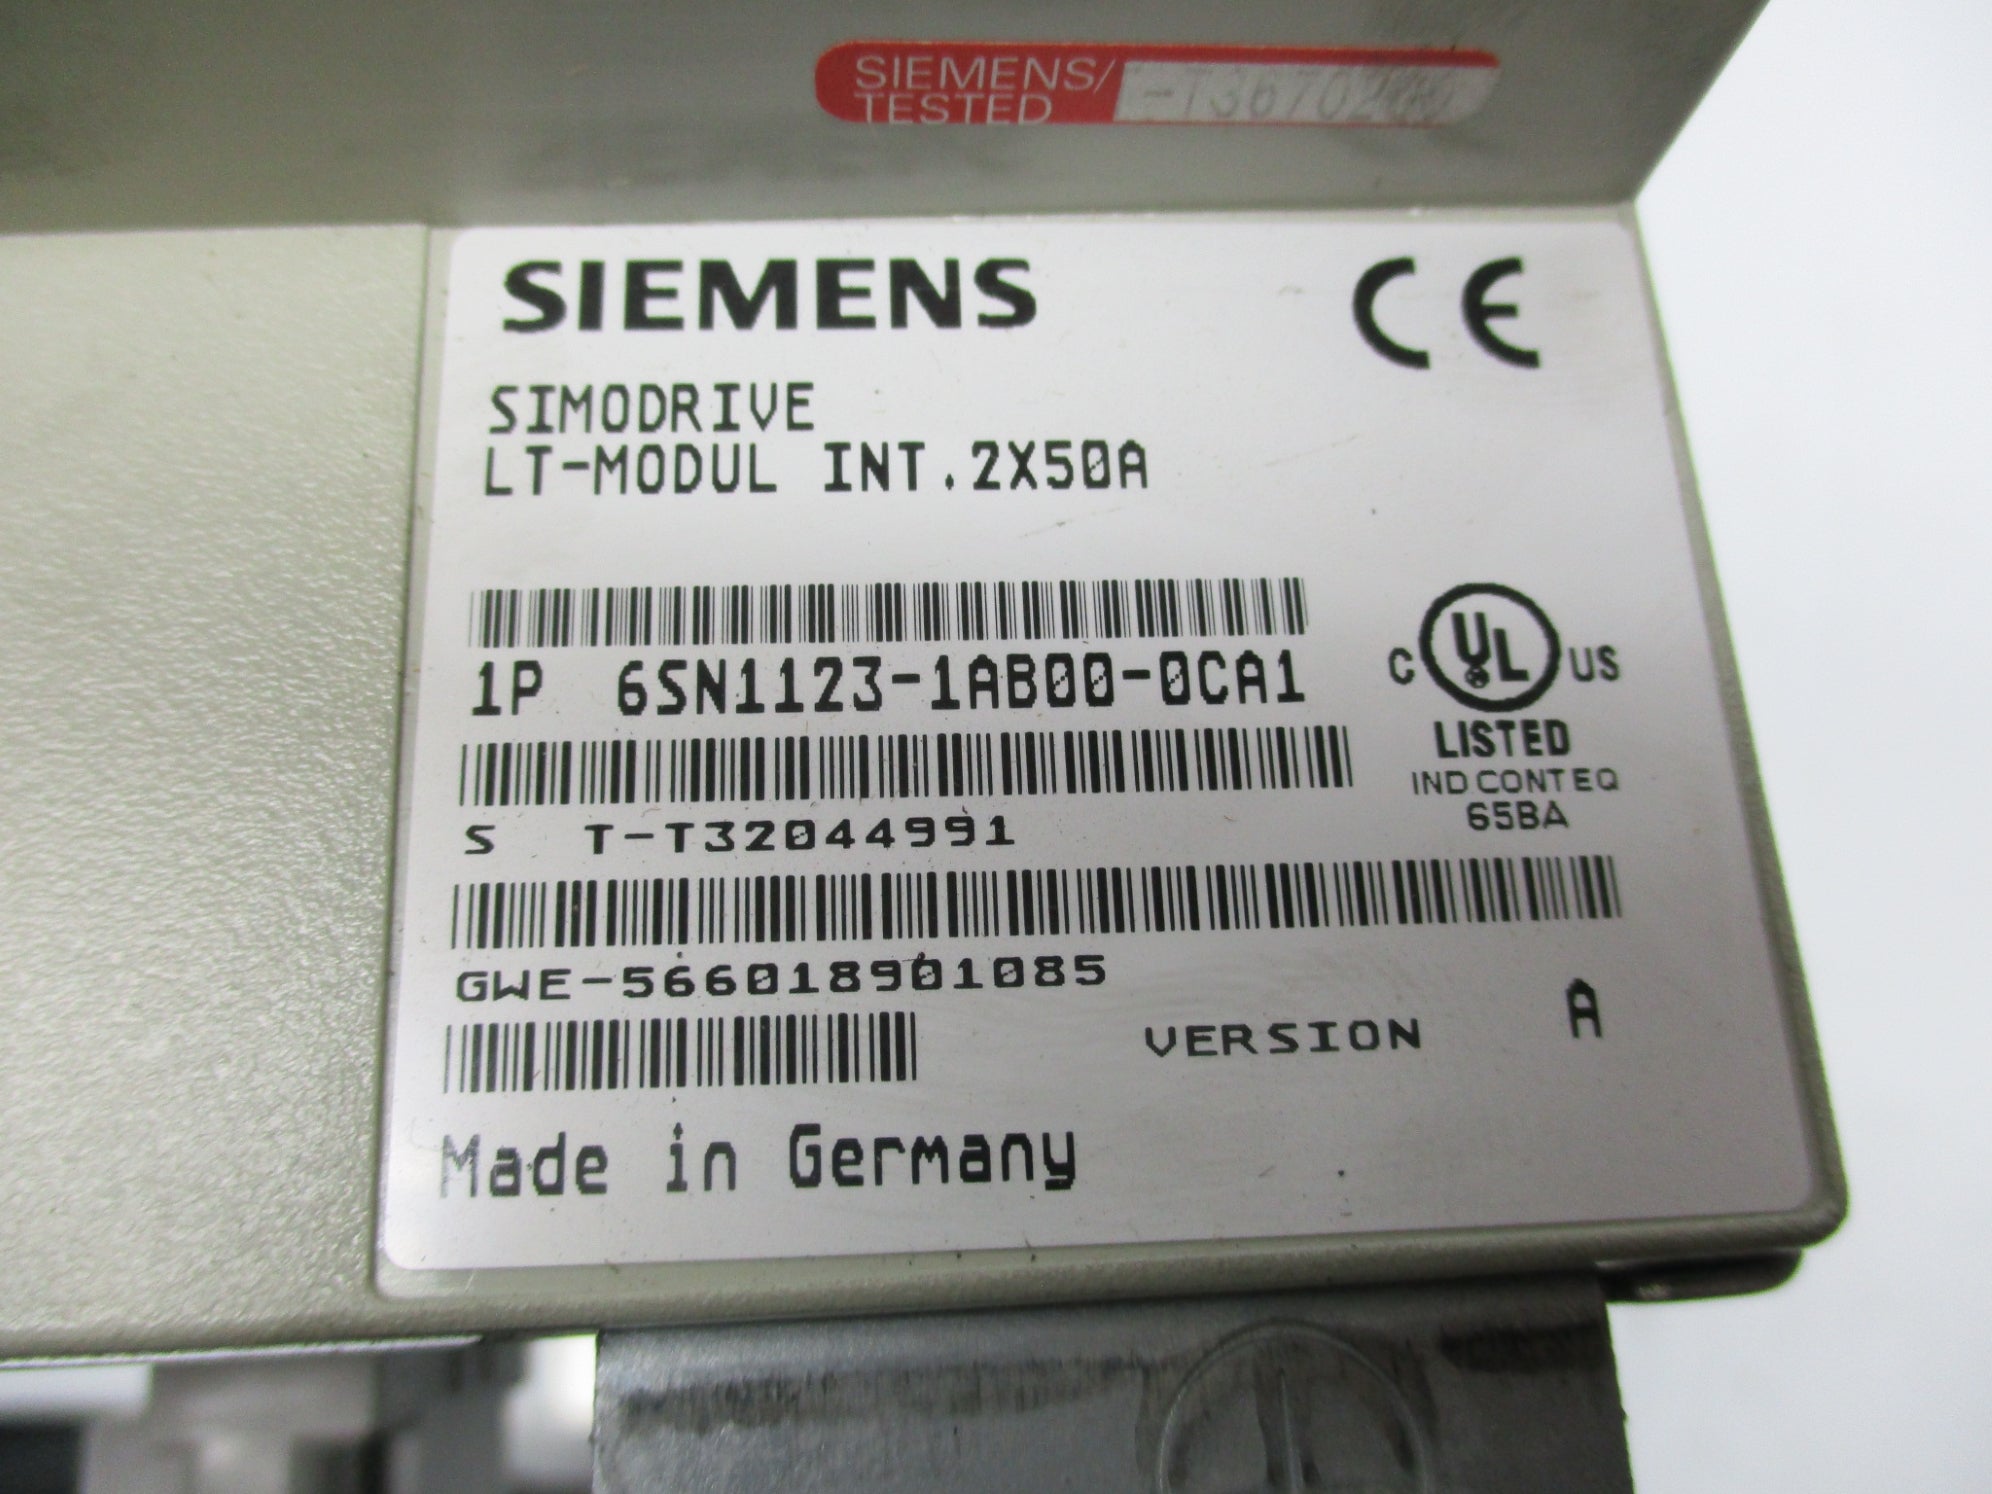 SIEMENS/
TESTED
SIEMENS CE
SIMODRIVE
LT-MODUL INT.2X50A
1P 6SN1123-1AB00-0CA1
C UL US
LISTED
IND.CONT.EQ
65BA
S T-T32044991
GWE-566018901085
VERSION A
Made in Germany